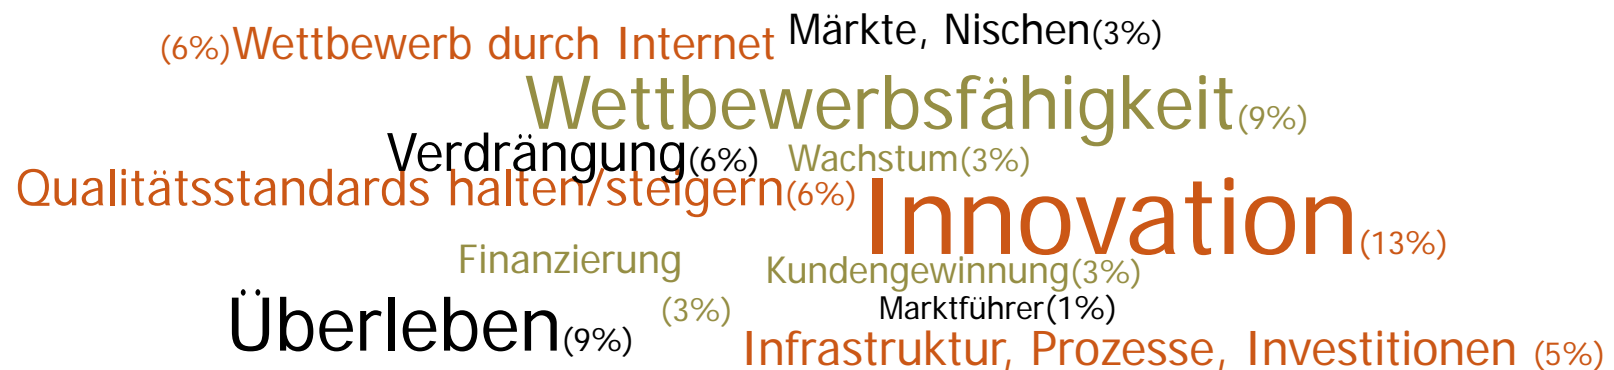 (6%)Wettbewerb durch Internet
Märkte, Nischen(3%)
Wettbewerbsfähigkeit(9%)
Verdrängung(6%)
Wachstum(3%)
Qualitätsstandards halten/steigern(6%)
Innovation(13%)
Finanzierung
(3%)
Kundengewinnung(3%)
Überleben(9%)
Marktführer(1%)
Infrastruktur, Prozesse, Investitionen (5%)